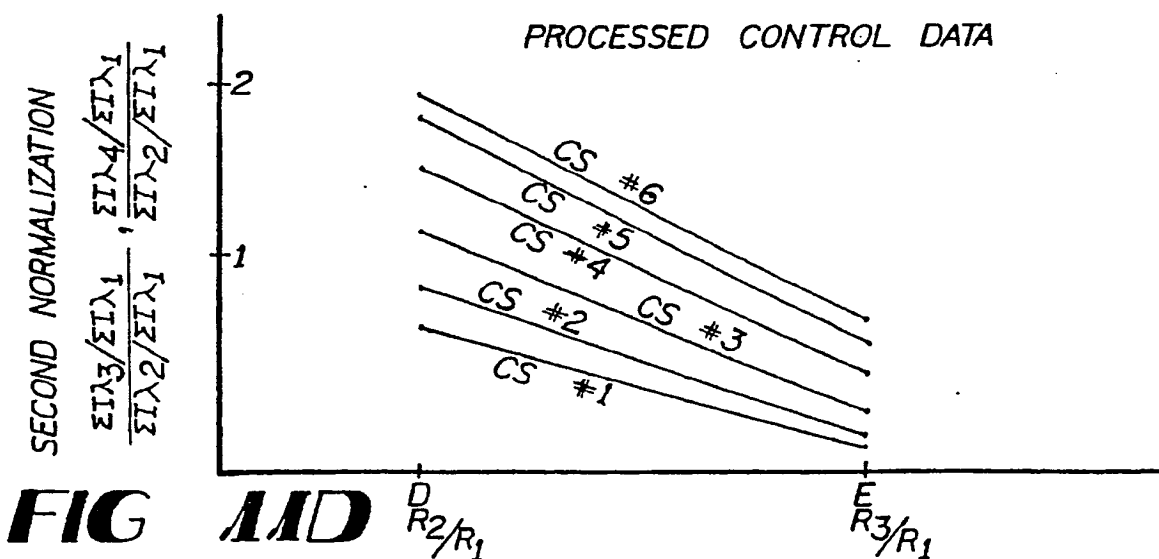 PROCESSED CONTROL DATA
SECOND NORMALIZATION
ΣIλ3/ΣIλ1 , ΣIλ4/ΣIλ1
ΣIλ2/ΣIλ1 ΣIλ2/ΣIλ1
2
1
CS #6
CS #5
CS #4
CS #3
CS #2
CS #1
D
R2/R1
E
R3/R1
FIG 11D